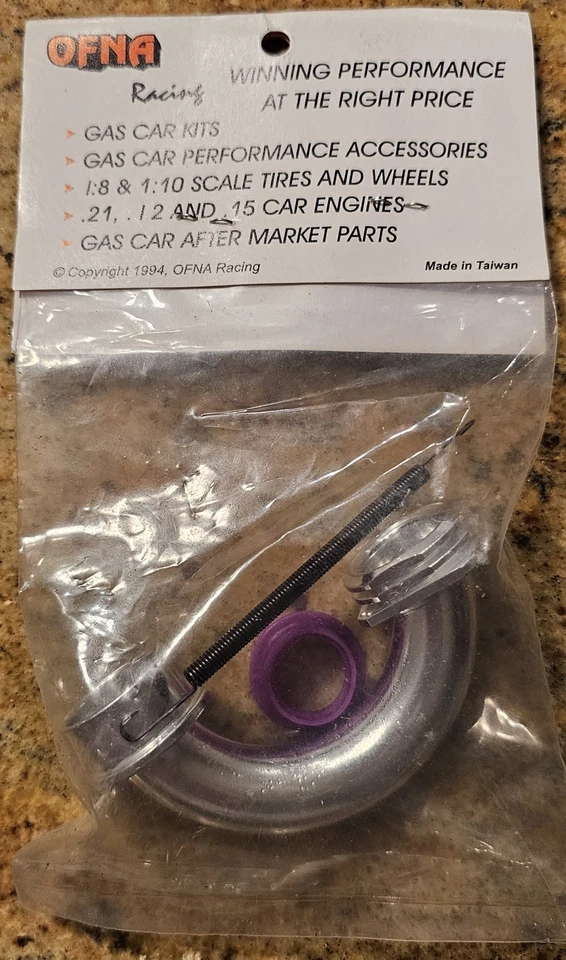 OFNA
Racing
WINNING PERFORMANCE
AT THE RIGHT PRICE
➤ GAS CAR KITS
➤ GAS CAR PERFORMANCE ACCESSORIES
➤ 1:8 & 1:10 SCALE TIRES AND WHEELS
➤ .21, .12 AND .15 CAR ENGINES
➤ GAS CAR AFTER MARKET PARTS
© Copyright 1994, OFNA Racing
Made in Taiwan